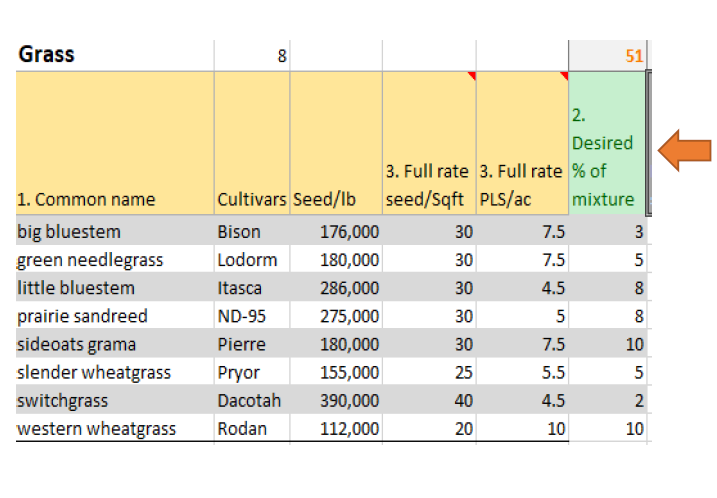 Grass 8 51
1. Common name Cultivars Seed/lb 3. Full rate seed/Sqft 3. Full rate PLS/ac 2. Desired % of mixture
big bluestem Bison 176,000 30 7.5 3
green needlegrass Lodorm 180,000 30 7.5 5
little bluestem Itasca 286,000 30 4.5 8
prairie sandreed ND-95 275,000 30 5 8
sideoats grama Pierre 180,000 30 7.5 10
slender wheatgrass Pryor 155,000 25 5.5 5
switchgrass Dacotah 390,000 40 4.5 2
western wheatgrass Rodan 112,000 20 10 10